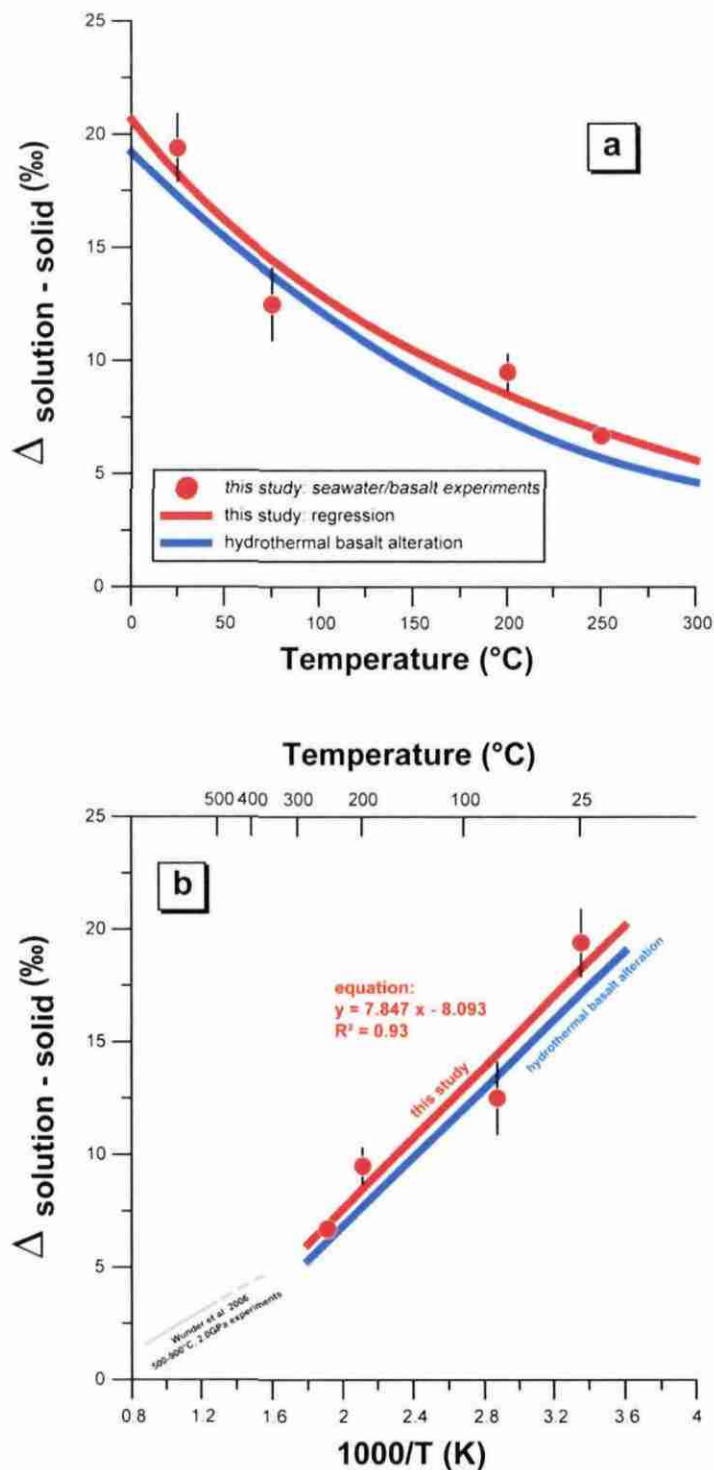 25
20
15
10
5
0
Δ solution - solid (‰)
a
this study: seawater/basalt experiments
this study: regression
hydrothermal basalt alteration
0 50 100 150 200 250 300
Temperature (°C)
Temperature (°C)
500 400 300 200 100 25
25
20
15
10
5
0
Δ solution - solid (‰)
b
equation:
y = 7.847 x - 8.093
R² = 0.93
this study
hydrothermal basalt alteration
Wunder et al. 2006
500-900°C, 2.0GPa experiments
0.8 1.2 1.6 2 2.4 2.8 3.2 3.6 4
1000/T (K)